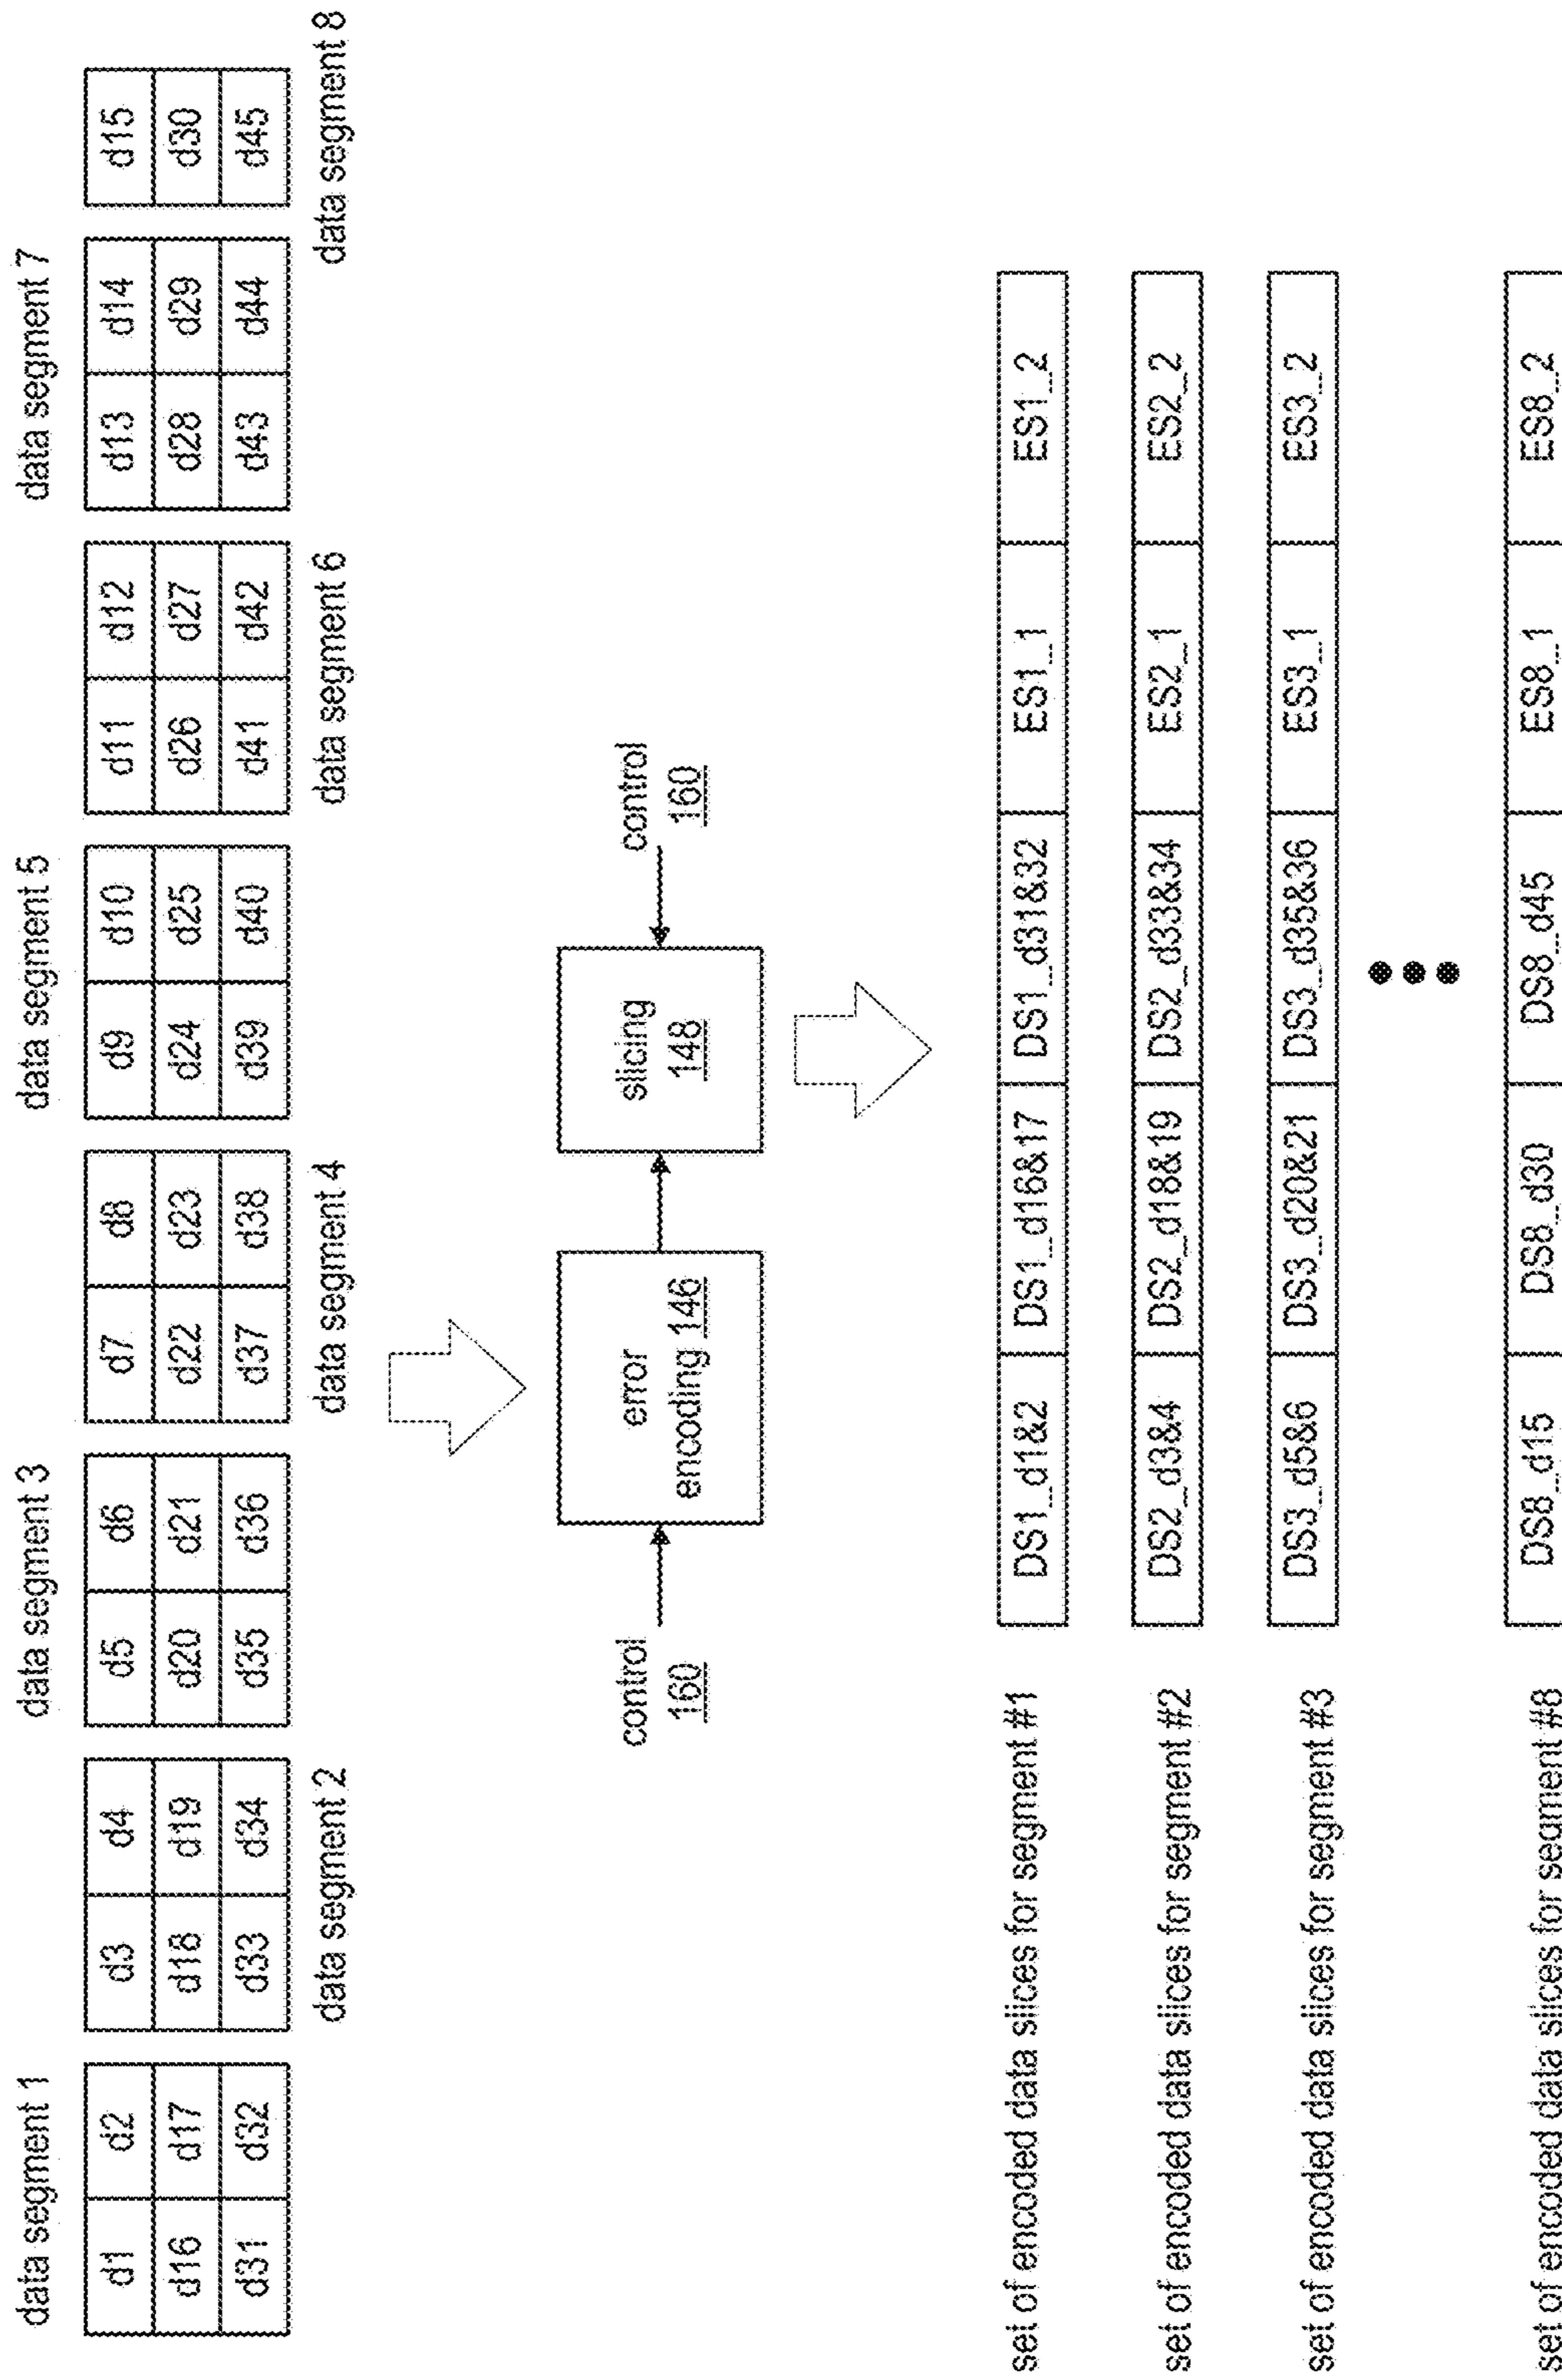 data segment 1
data segment 3
data segment 5
data segment 7
d1 d2 d3 d4 d5 d6 d7 d8 d9 d10 d11 d12 d13 d14 d15
d16 d17 d18 d19 d20 d21 d22 d23 d24 d25 d26 d27 d28 d29 d30
d31 d32 d33 d34 d35 d36 d37 d38 d39 d40 d41 d42 d43 d44 d45
data segment 2
data segment 4
data segment 6
data segment 8
control
160
error
encoding 146
slicing
148
control
160
set of encoded data slices for segment #1
DS1_d1&2 DS1_d16&17 DS1_d31&32 ES1_1 ES1_2
set of encoded data slices for segment #2
DS2_d3&4 DS2_d18&19 DS2_d33&34 ES2_1 ES2_2
set of encoded data slices for segment #3
DS3_d5&6 DS3_d20&21 DS3_d35&36 ES3_1 ES3_2
set of encoded data slices for segment #8
DS8_d15 DS8_d30 DS8_d45 ES8_1 ES8_2